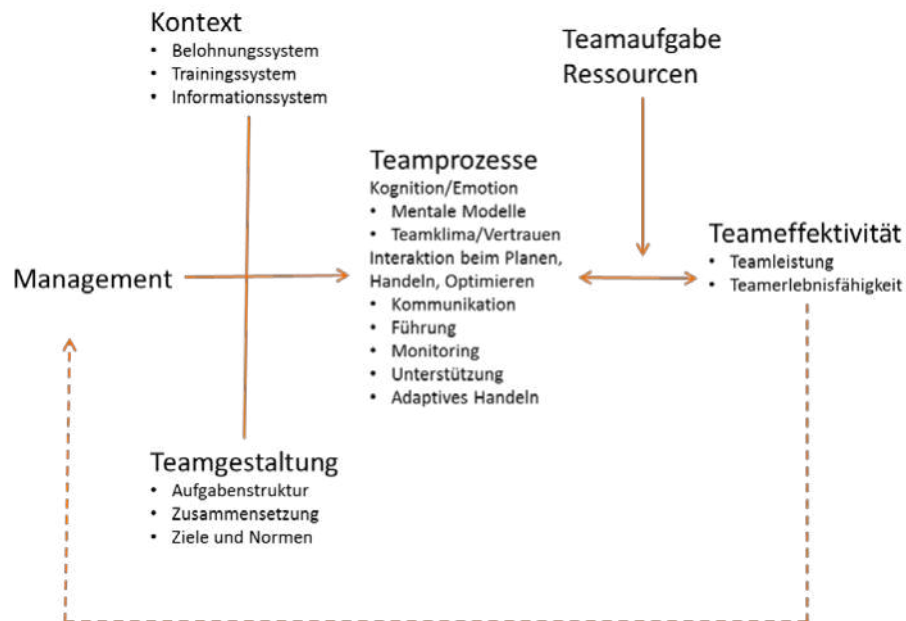 Kontext
• Belohnungssystem
• Trainingssystem
• Informationssystem
Teamaufgabe
Ressourcen
Teamprozesse
Kognition/Emotion
• Mentale Modelle
• Teamklima/Vertrauen
Interaktion beim Planen,
Handeln, Optimieren
• Kommunikation
• Führung
• Monitoring
• Unterstützung
• Adaptives Handeln
Teameffektivität
• Teamleistung
• Teamerlebnisfähigkeit
Management
Teamgestaltung
• Aufgabenstruktur
• Zusammensetzung
• Ziele und Normen